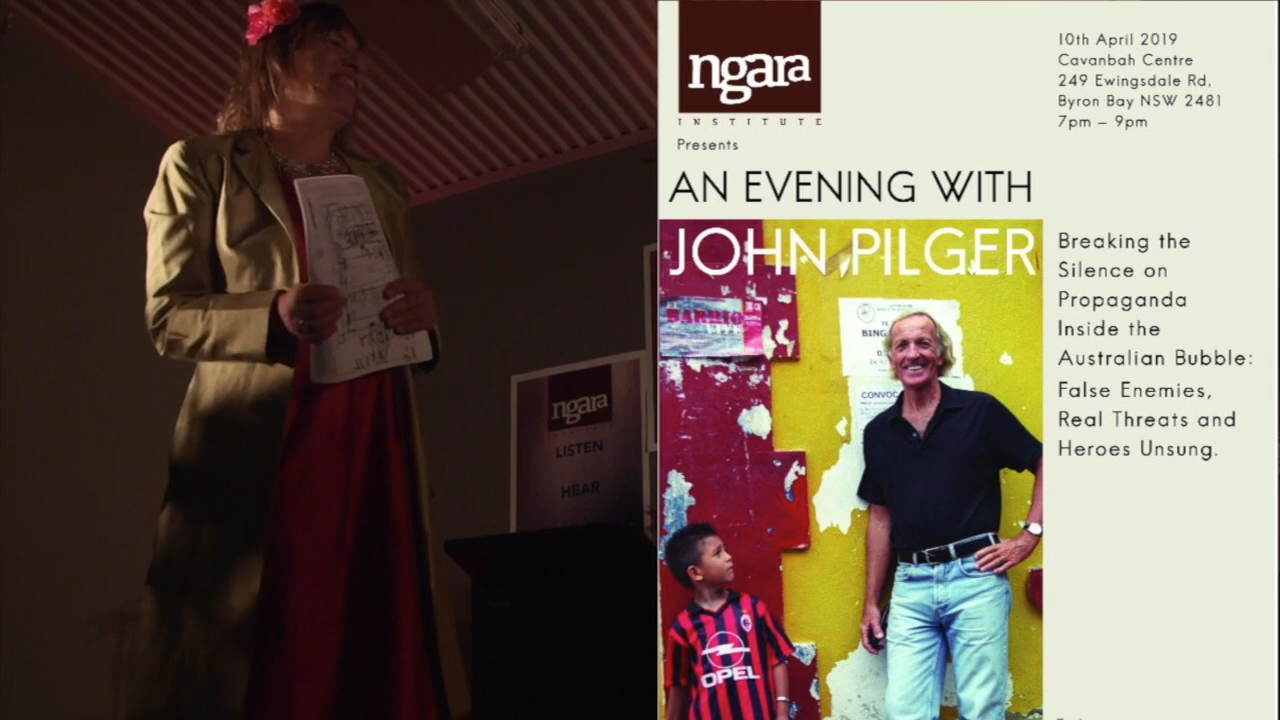 ngara
LISTEN
HEAR
ngara
INSTITUTE
Presents
10th April 2019
Cavanbah Centre
249 Ewingsdale Rd,
Byron Bay NSW 2481
7pm – 9pm
AN EVENING WITH
JOHN PILGER
BARRIO
BING
CONVOC
OPEL
Breaking the
Silence on
Propaganda
Inside the
Australian Bubble:
False Enemies,
Real Threats and
Heroes Unsung.